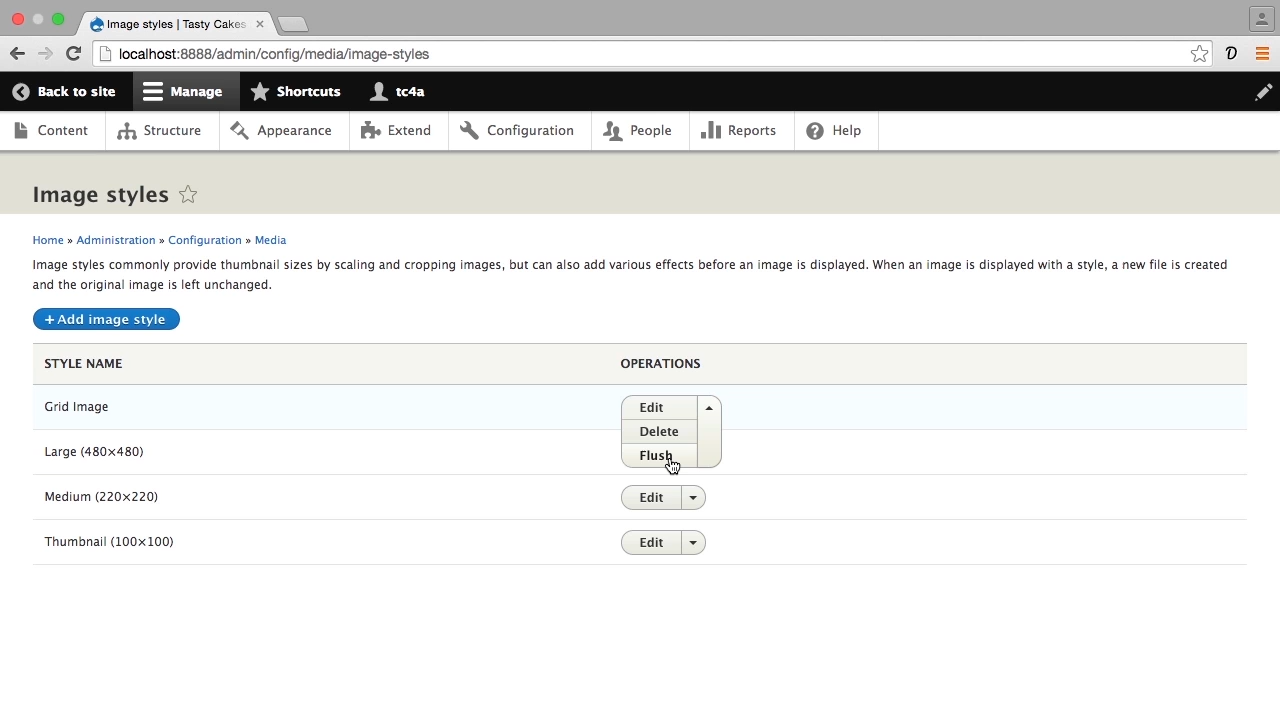 Image styles | Tasty Cakes
localhost:8888/admin/config/media/image-styles
Back to site Manage Shortcuts tc4a
Content Structure Appearance Extend Configuration People Reports Help
Image styles
Home » Administration » Configuration » Media
Image styles commonly provide thumbnail sizes by scaling and cropping images, but can also add various effects before an image is displayed. When an image is displayed with a style, a new file is created
and the original image is left unchanged.
+ Add image style
STYLE NAME OPERATIONS
Grid Image Edit
Delete
Large (480×480)
Flush
Medium (220×220) Edit
Thumbnail (100×100) Edit